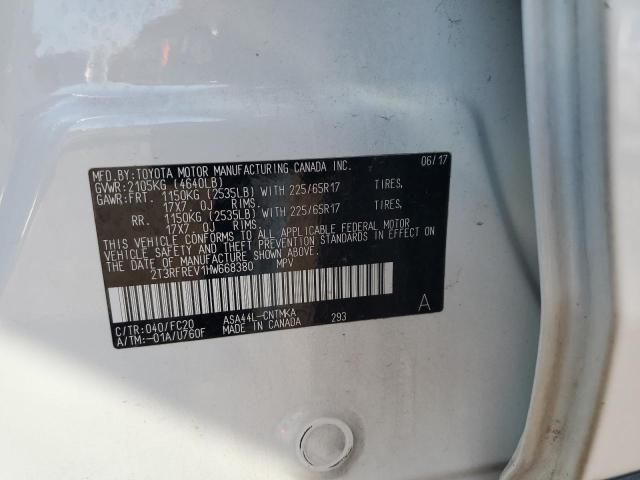 MFD.BY:TOYOTA MOTOR MANUFACTURING CANADA INC. 06/17
GVWR:2105KG (4640LB)
GAWR:FRT. 1150KG (2535LB) WITH 225/65R17 TIRES,
17X7.0J RIMS.
RR. 1150KG (2535LB) WITH 225/65R17 TIRES,
17X7.0J RIMS.
THIS VEHICLE CONFORMS TO ALL APPLICABLE FEDERAL MOTOR
VEHICLE SAFETY AND THEFT PREVENTION STANDARDS IN EFFECT ON
THE DATE OF MANUFACTURE SHOWN ABOVE.
2T3RFREV1HW668380 MPV
A
C/TR:040/FC20 ASA44L-CNTMKA 293
A/TM:-01A/U760F MADE IN CANADA